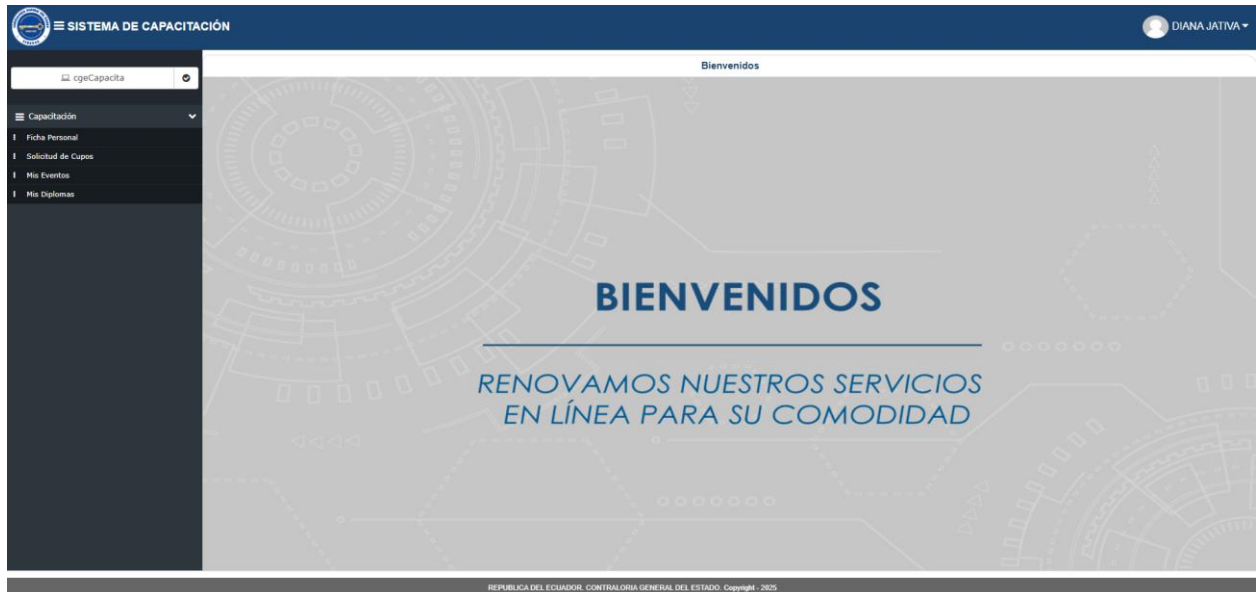 SISTEMA DE CAPACITACIÓN
DIANA JATIVA
cgeCapacita
Bienvenidos
Capacitación
Ficha Personal
Solicitud de Cupos
Mis Eventos
Mis Diplomas
BIENVENIDOS
RENOVAMOS NUESTROS SERVICIOS
EN LÍNEA PARA SU COMODIDAD
REPUBLICA DEL ECUADOR. CONTRALORIA GENERAL DEL ESTADO. Copyright - 2025